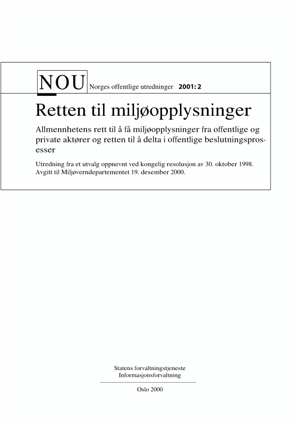 NOU Norges offentlige utredninger 2001: 2
Retten til miljøopplysninger
Allmennhetens rett til å få miljøopplysninger fra offentlige og
private aktører og retten til å delta i offentlige beslutningspros-
esser
Utredning fra et utvalg oppnevnt ved kongelig resolusjon av 30. oktober 1998.
Avgitt til Miljøverndepartementet 19. desember 2000.
Statens forvaltningstjeneste
Informasjonsforvaltning
Oslo 2000